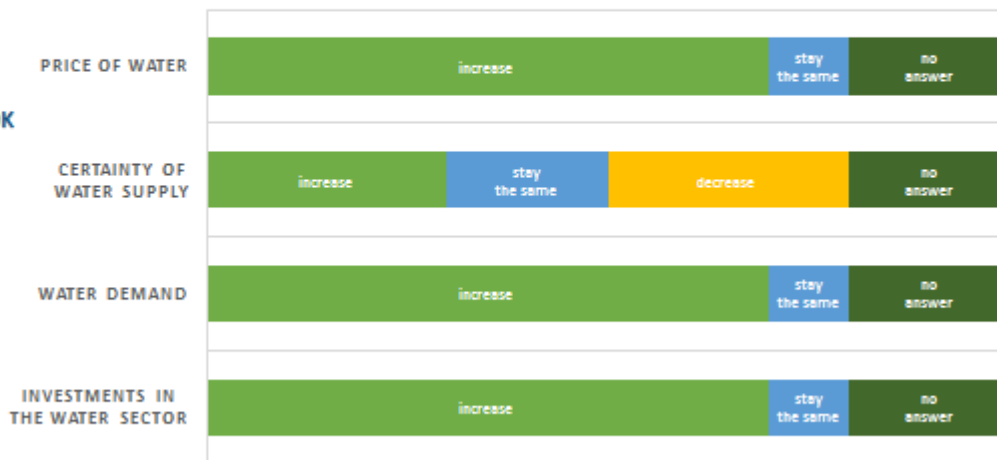 PRICE OF WATER
increase
stay
the same
no
answer
K
CERTAINTY OF
WATER SUPPLY
increase
stay
the same
decrease
no
answer
WATER DEMAND
increase
stay
the same
no
answer
INVESTMENTS IN
THE WATER SECTOR
increase
stay
the same
no
answer